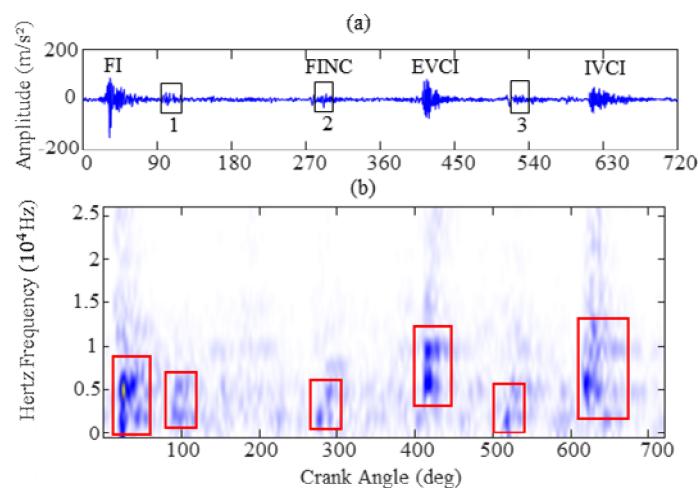 (a)
Amplitude (m/s²)
200
0
-200
FI
FINC
EVCI
IVCI
1
2
3
0 90 180 270 360 450 540 630 720
(b)
Hertz Frequency (10⁴Hz)
2.5
2
1.5
1
0.5
0
0 100 200 300 400 500 600 700
Crank Angle (deg)